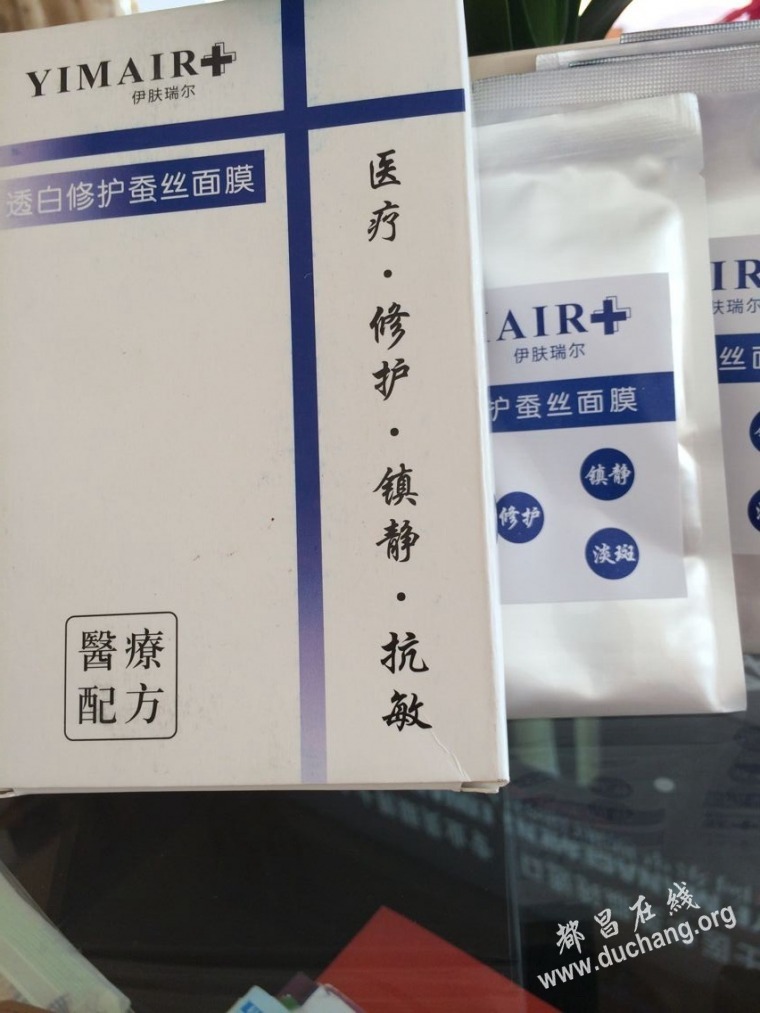 YIMAIR
伊肤瑞尔
透白修护蚕丝面膜
医疗·修护·镇静·抗敏
醫療
配方
AIR
伊肤瑞尔
护蚕丝面膜
镇静
修护
淡斑
IR
肤瑞尔
丝面
都昌在线
www.duchang.org